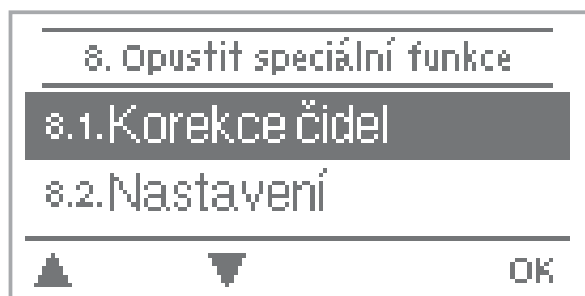 8. Opustit speciální funkce
8.1.Korekce čidel
8.2.Nastavení
OK